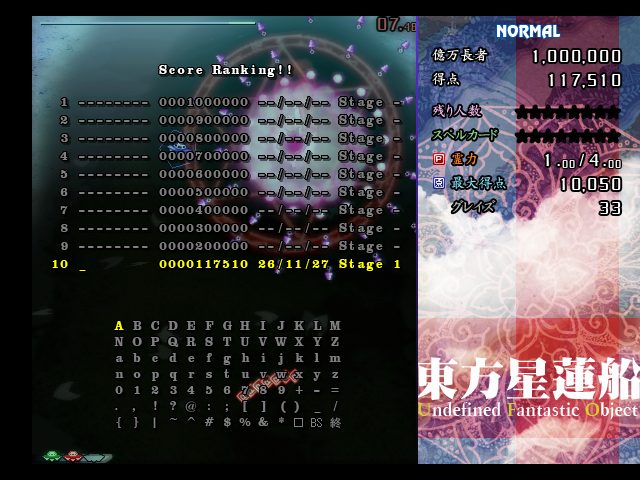 07.48
NORMAL
Score Ranking!!
億万長者 1,000,000
得点 117,510
残り人数
スペルカード
P 霊力 1.00/4.00
最大得点 10,050
グレイズ 33
1 -------- 0001000000 --/--/-- Stage -
2 -------- 0000900000 --/--/-- Stage -
3 -------- 0000800000 --/--/-- Stage -
4 -------- 0000700000 --/--/-- Stage -
5 -------- 0000600000 --/--/-- Stage -
6 -------- 0000500000 --/--/-- Stage -
7 -------- 0000400000 --/--/-- Stage -
8 -------- 0000300000 --/--/-- Stage -
9 -------- 0000200000 --/--/-- Stage -
10 _ 0000117510 26/11/27 Stage 1
A B C D E F G H I J K L M
N O P Q R S T U V W X Y Z
a b c d e f g h i j k l m
n o p q r s t u v w x y z
0 1 2 3 4 5 6 7 8 9 + - =
. , ! ? @ : ; [ ] ( ) _ /
{ } | ~ ^ # $ % & * □ BS 終
東方星蓮船
Undefined Fantastic Object